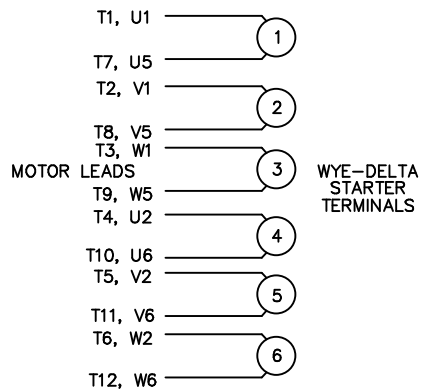 T1, U1
1
T7, U5
T2, V1
2
T8, V5
T3, W1
MOTOR LEADS
3
WYE-DELTA
STARTER
TERMINALS
T9, W5
T4, U2
4
T10, U6
T5, V2
5
T11, V6
T6, W2
6
T12, W6